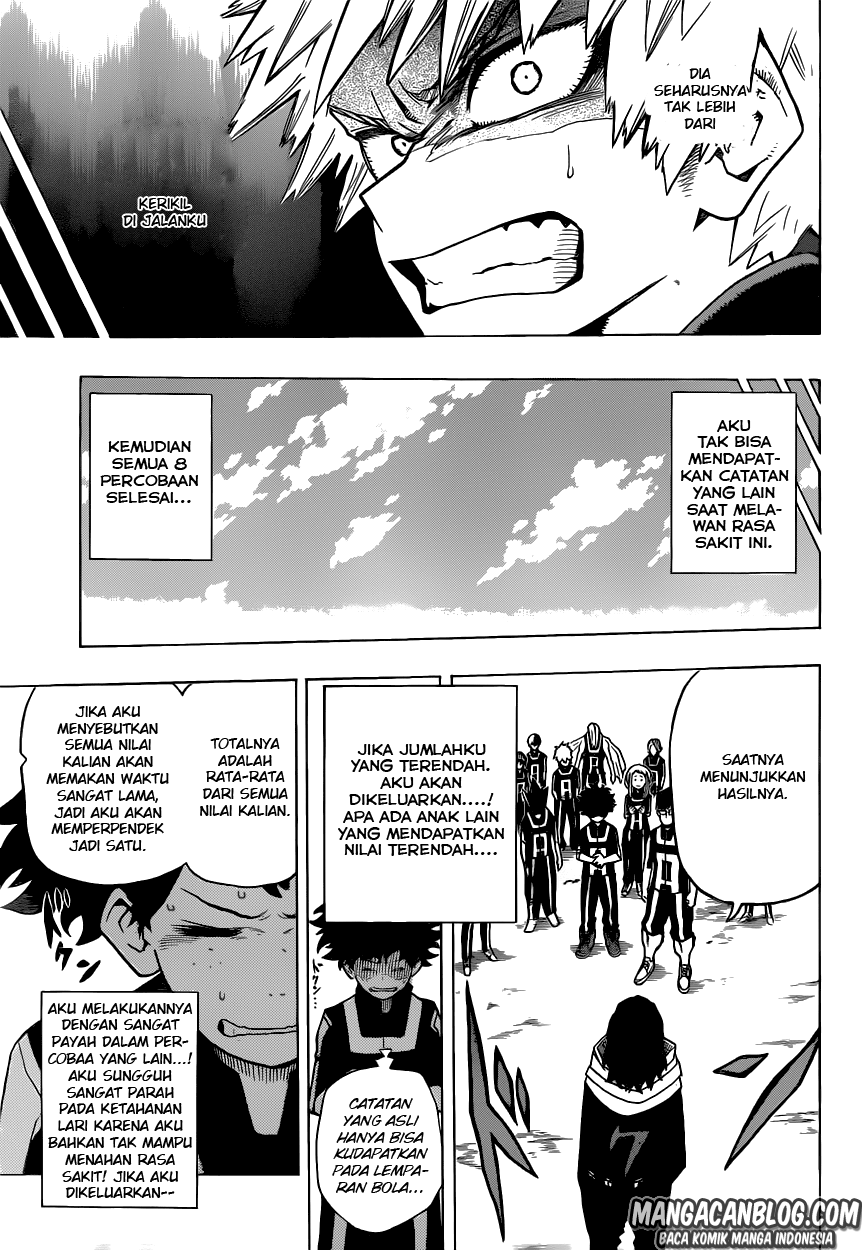 DIA
SEHARUSNYA
TAK LEBIH
DARI
KERIKIL
DI JALANKU
AKU
TAK BISA
MENDAPAT-
KAN CATATAN
YANG LAIN
SAAT MELA-
WAN RASA
SAKIT INI.
KEMUDIAN
SEMUA 8
PERCOBAAN
SELESAI...
SAATNYA
MENUNJUKKAN
HASILNYA.
JIKA JUMLAHKU
YANG TERENDAH.
AKU AKAN
DIKELUARKAN....!
APA ADA ANAK LAIN
YANG MENDAPATKAN
NILAI TERENDAH....
CATATAN
YANG ASLI
HANYA BISA
KUDAPATKAN
PADA LEMPA-
RAN BOLA...
TOTALNYA
ADALAH
RATA-RATA
DARI SEMUA
NILAI KALIAN.
JIKA AKU
MENYEBUTKAN
SEMUA NILAI
KALIAN AKAN
MEMAKAN WAKTU
SANGAT LAMA,
JADI AKU AKAN
MEMPERPENDEK
JADI SATU.
AKU MELAKUKANNYA
DENGAN SANGAT
PAYAH DALAM PER-
COBAA YANG LAIN...!
AKU SUNGGUH
SANGAT PARAH
PADA KETAHANAN
LARI KARENA AKU
BAHKAN TAK MAMPU
MENAHAN RASA
SAKIT! JIKA AKU
DIKELUARKAN--
MANGACANBLOG.COM
BACA KOMIK MANGA INDONESIA